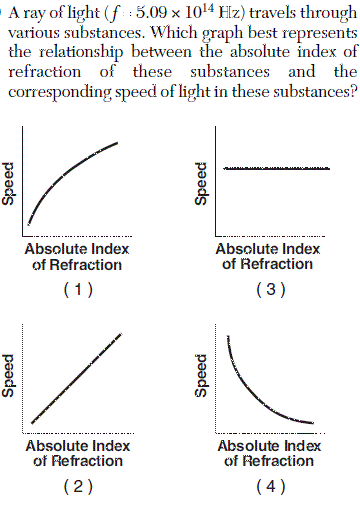 A ray of light (f : 5.09 × 10¹⁴ Hz) travels through
various substances. Which graph best represents
the relationship between the absolute index of
refraction of these substances and the
corresponding speed of light in these substances?
Speed
Absolute Index
of Refraction
(1)
Speed
Absolute Index
of Refraction
(3)
Speed
Absolute Index
of Refraction
(2)
Speed
Absolute Index
of Refraction
(4)